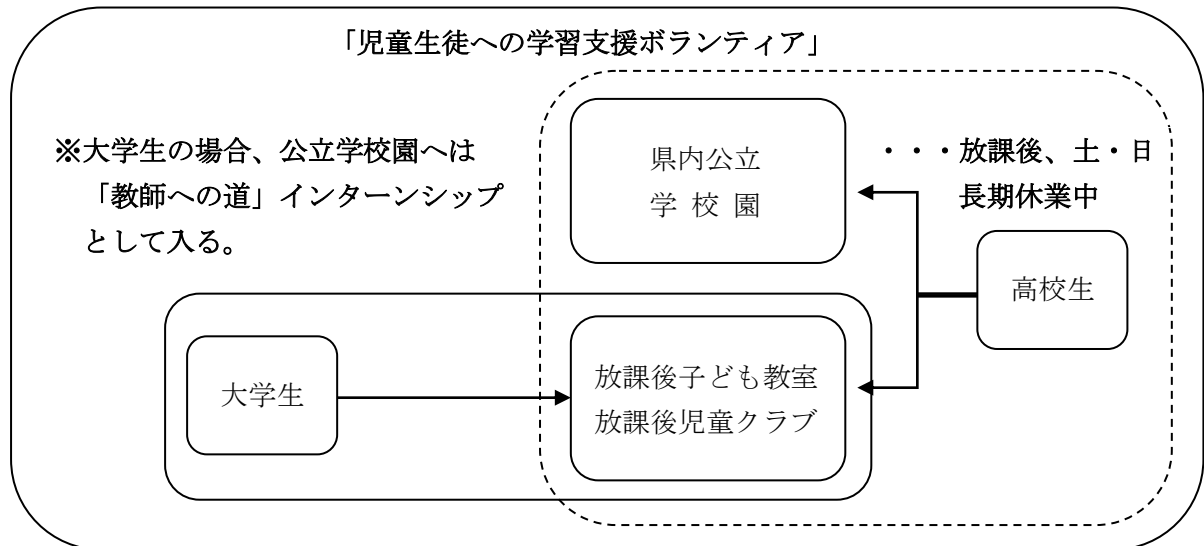 「児童生徒への学習支援ボランティア」
※大学生の場合、公立学校園へは
「教師への道」インターンシップ
として入る。
県内公立
学 校 園
・・・放課後、土・日
長期休業中
高校生
大学生
放課後子ども教室
放課後児童クラブ